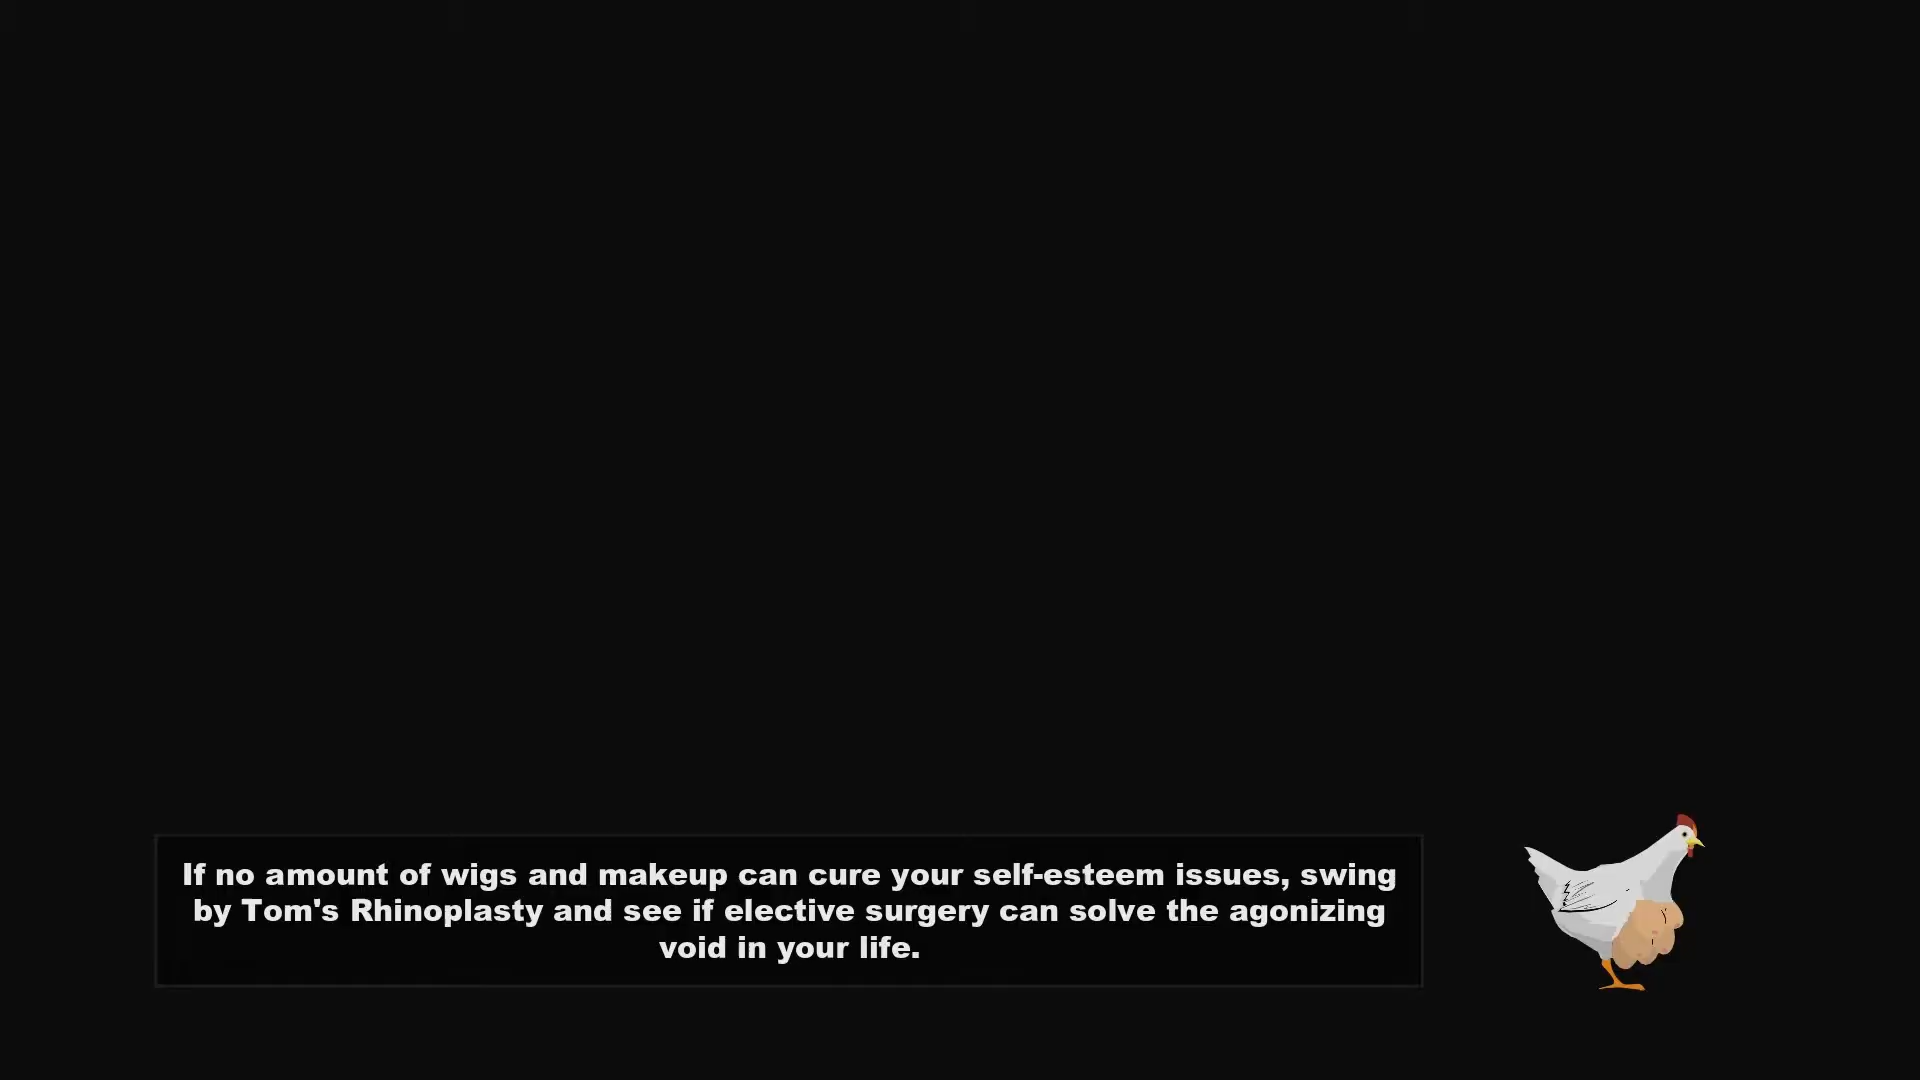 If no amount of wigs and makeup can cure your self-esteem issues, swing
by Tom's Rhinoplasty and see if elective surgery can solve the agonizing
void in your life.